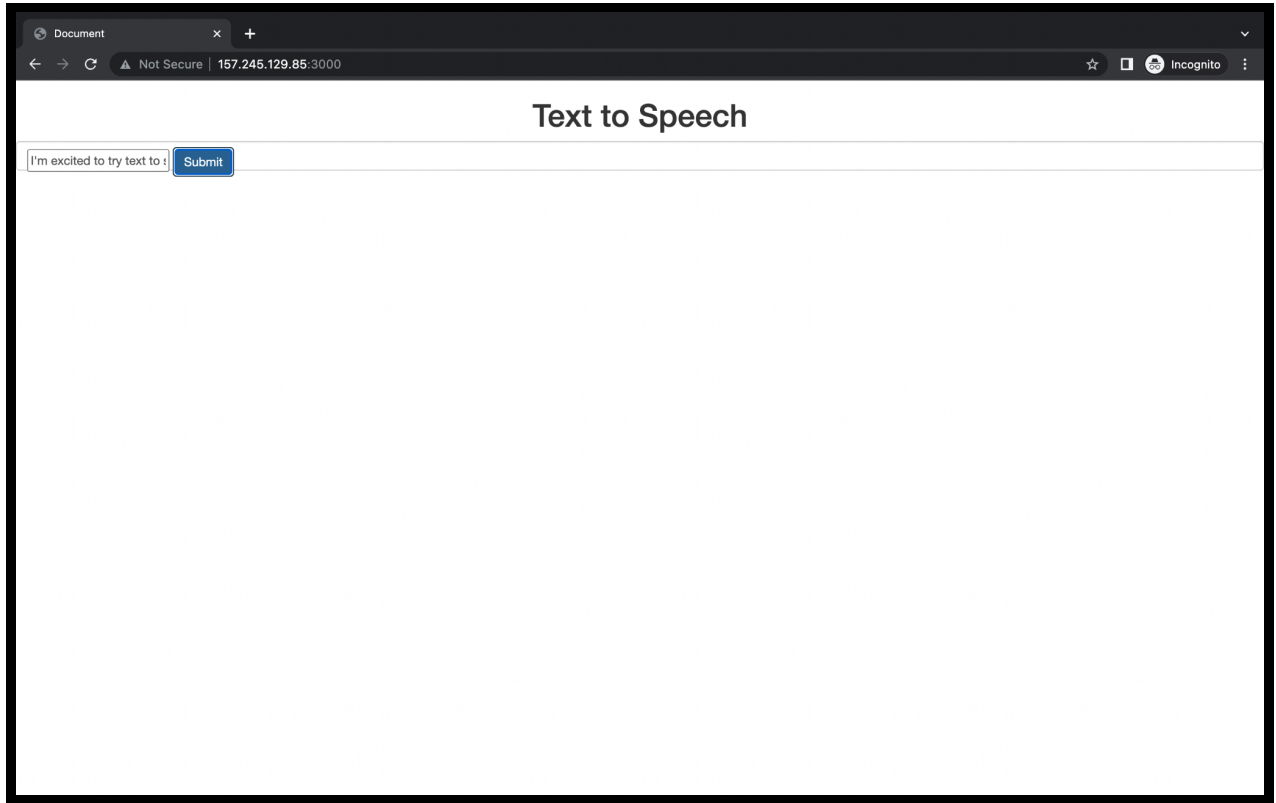 Document
Not Secure | 157.245.129.85:3000
Incognito
Text to Speech
I'm excited to try text to
Submit